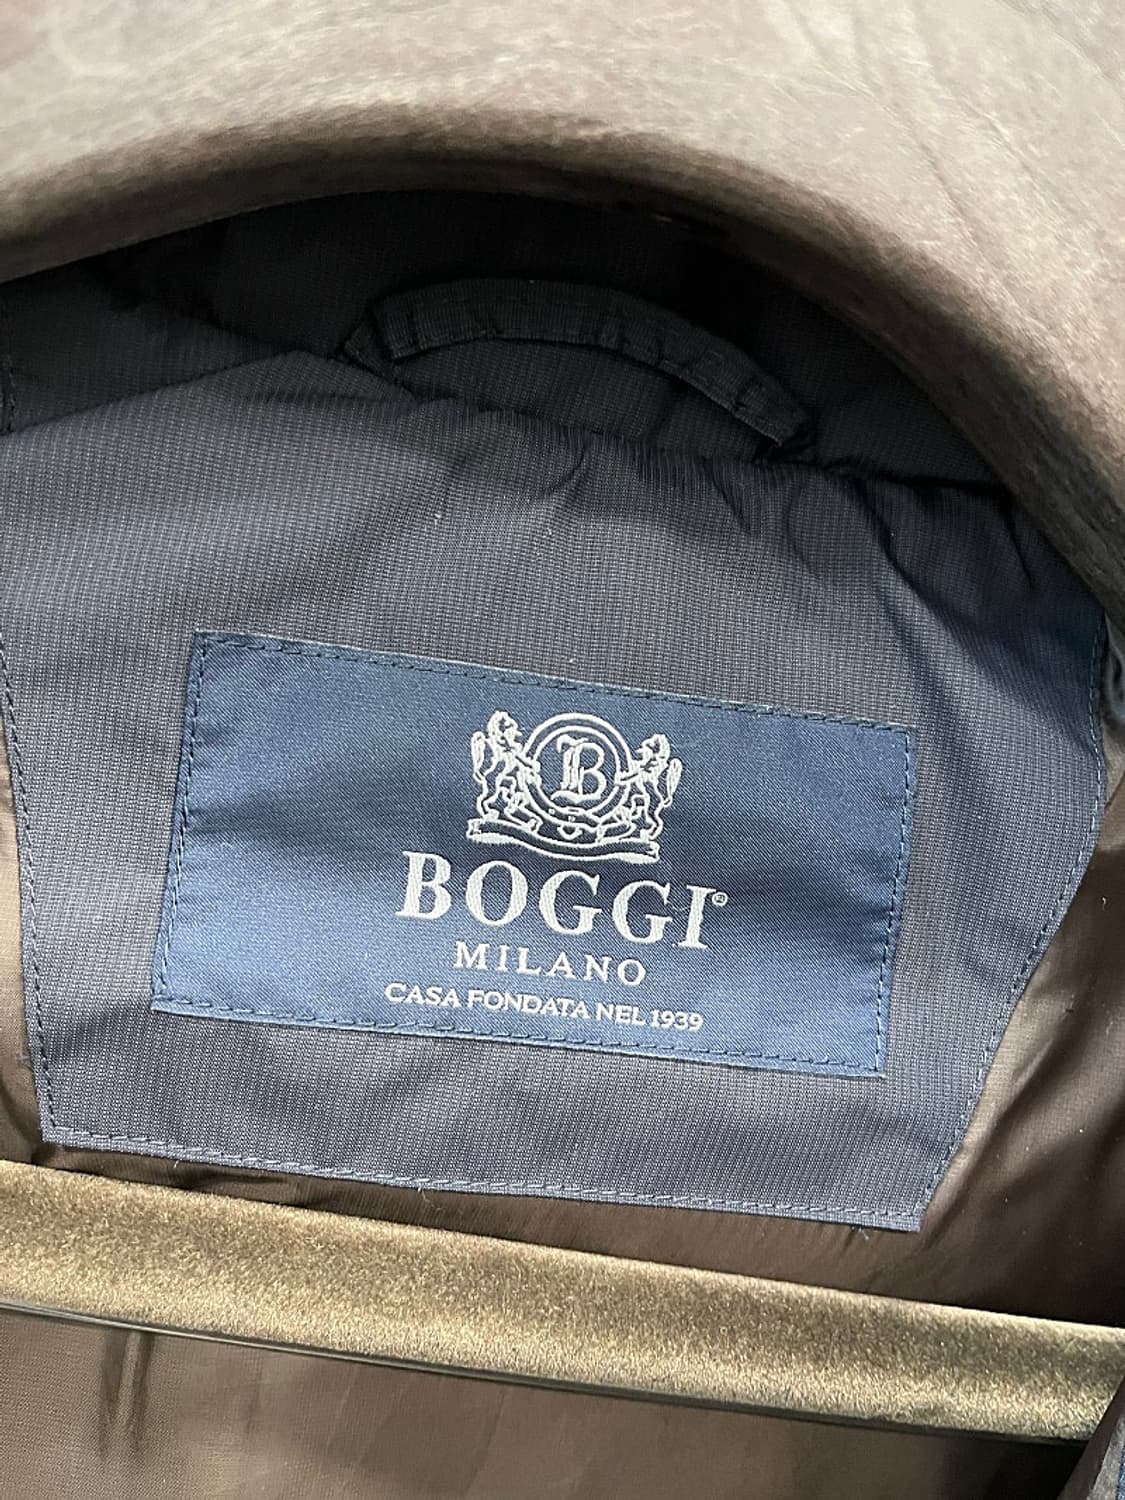 B
BOGGI®
MILANO
CASA FONDATA NEL 1939